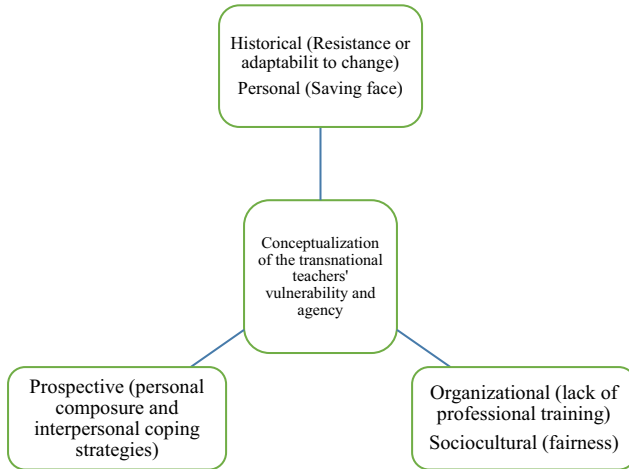 Historical (Resistance or
adaptabilit to change)
Personal (Saving face)
Conceptualization
of the transnational
teachers'
vulnerability and
agency
Prospective (personal
composure and
interpersonal coping
strategies)
Organizational (lack of
professional training)
Sociocultural (fairness)